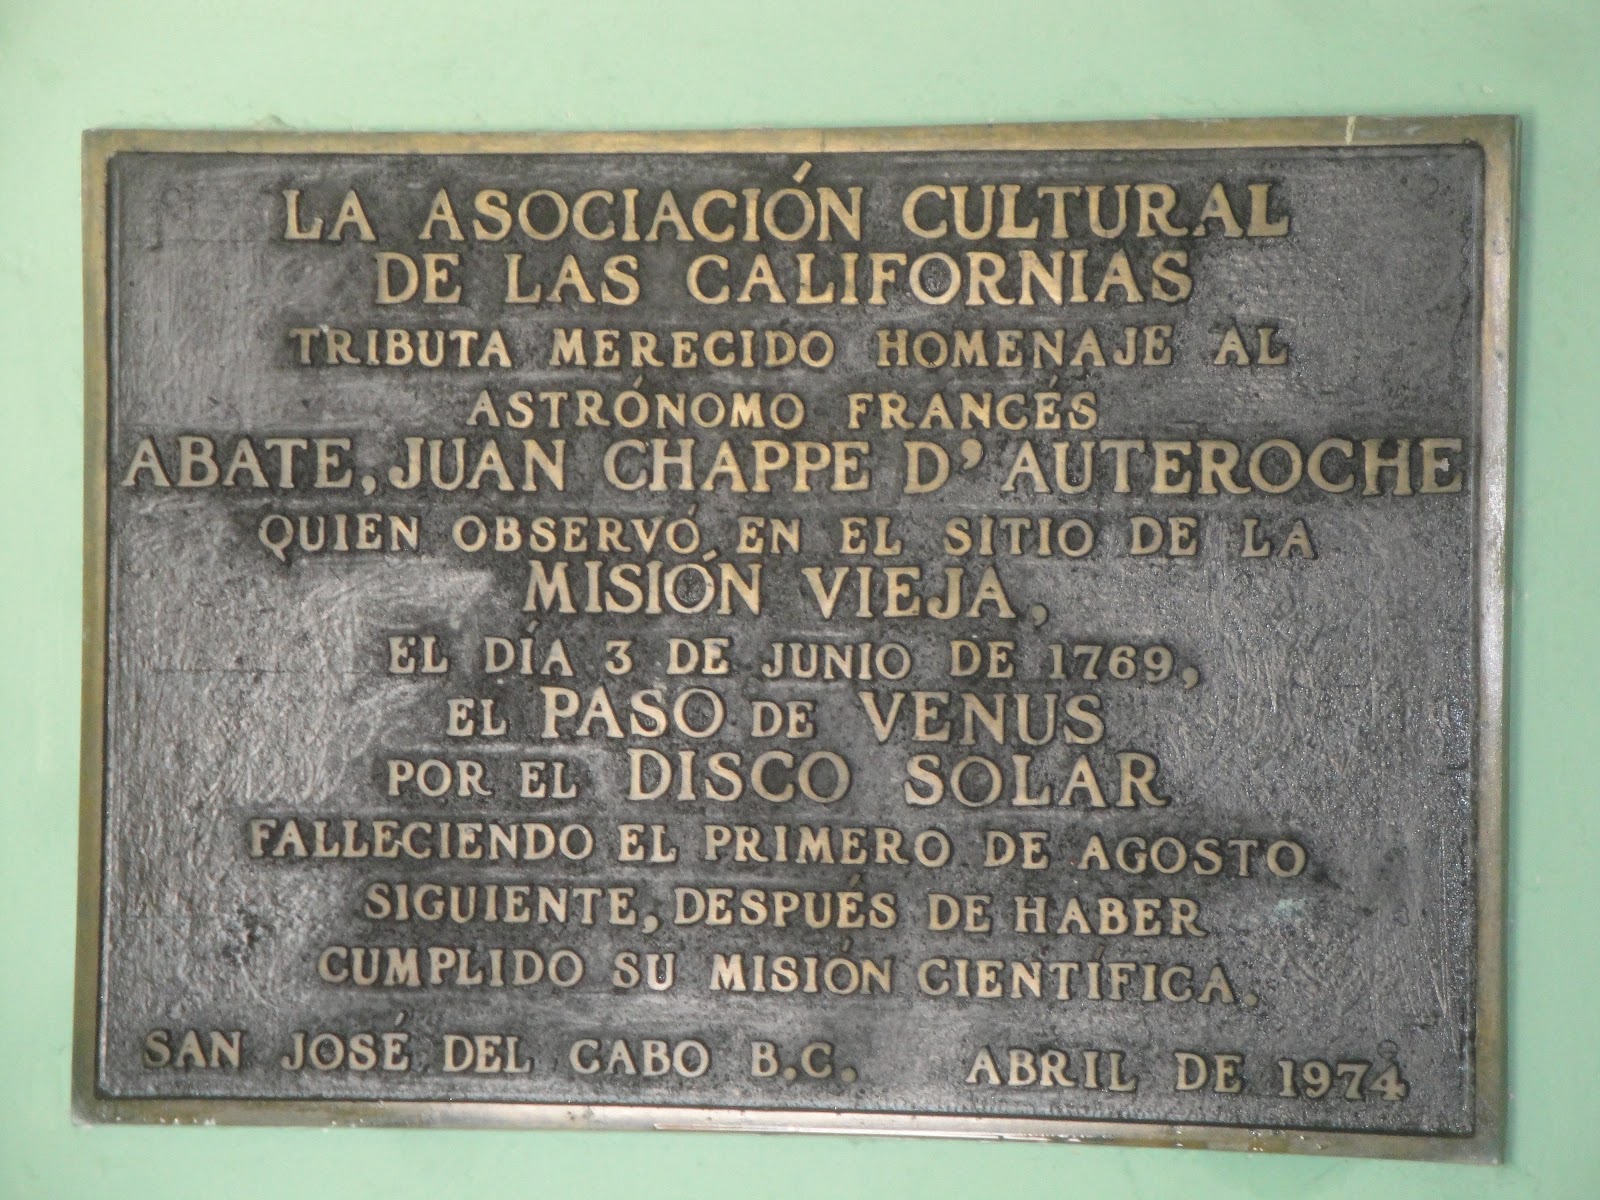 LA ASOCIACIÓN CULTURAL
DE LAS CALIFORNIAS
TRIBUTA MERECIDO HOMENAJE AL
ASTRÓNOMO FRANCÉS
ABATE, JUAN CHAPPE D' AUTEROCHE
QUIEN OBSERVÓ EN EL SITIO DE LA
MISIÓN VIEJA,
EL DÍA 3 DE JUNIO DE 1769,
EL PASO DE VENUS
POR EL DISCO SOLAR
FALLECIENDO EL PRIMERO DE AGOSTO
SIGUIENTE, DESPUÉS DE HABER
CUMPLIDO SU MISIÓN CIENTÍFICA.
SAN JOSÉ DEL CABO B.C. ABRIL DE 1974